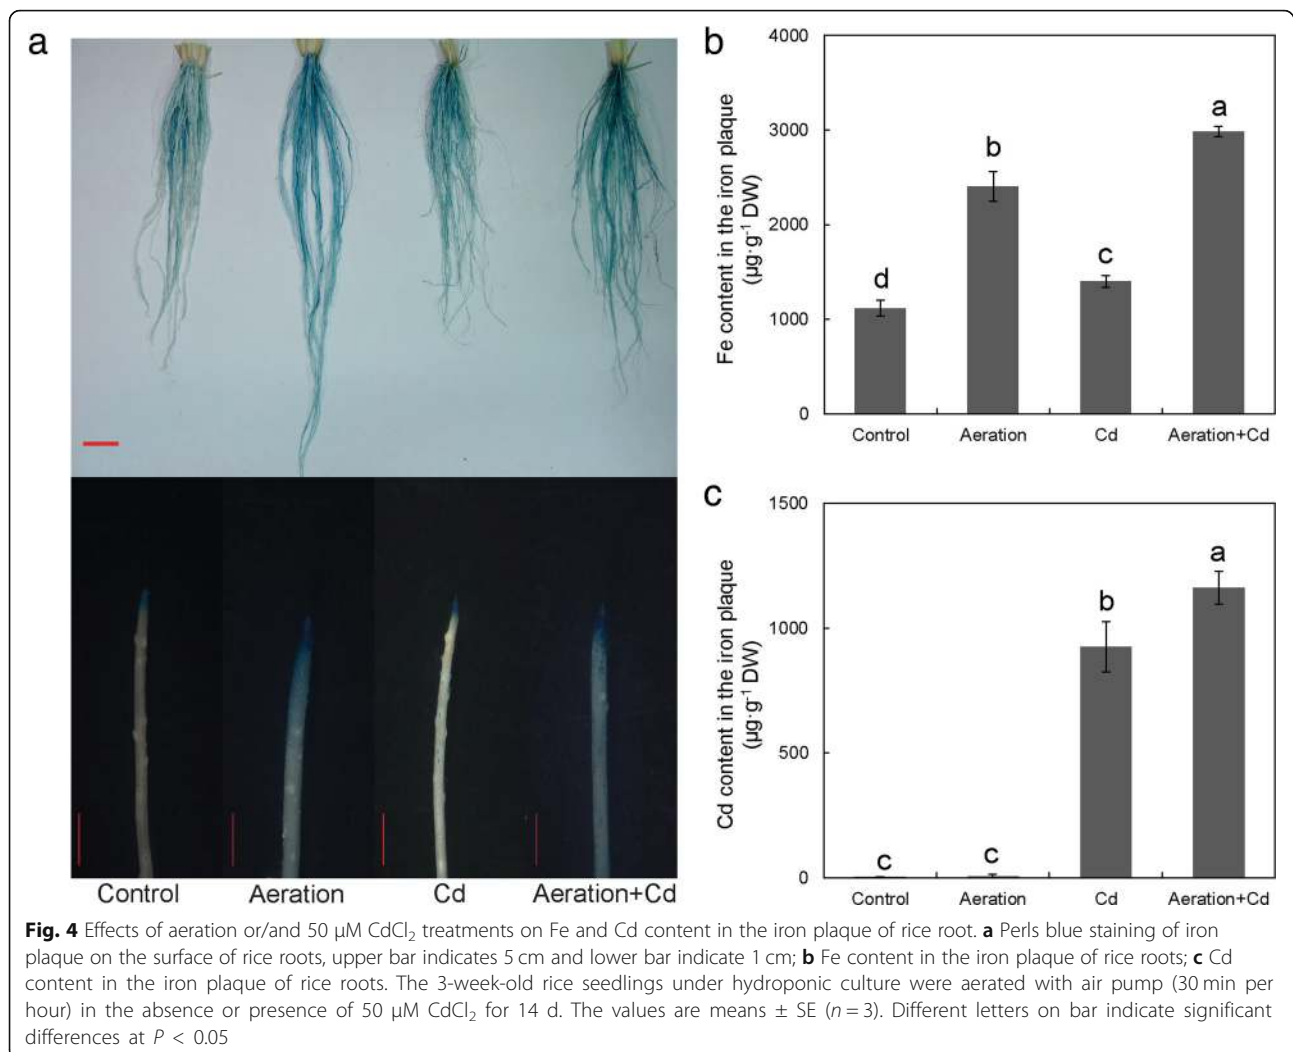 a
Control Aeration Cd Aeration+Cd
b
Fe content in the iron plaque
(µg·g⁻¹ DW)
4000
3000
2000
1000
0
d
b
c
a
Control Aeration Cd Aeration+Cd
c
Cd content in the iron plaque
(µg·g⁻¹ DW)
1500
1000
500
0
c
c
b
a
Control Aeration Cd Aeration+Cd
Fig. 4 Effects of aeration or/and 50 µM CdCl₂ treatments on Fe and Cd content in the iron plaque of rice root. a Perls blue staining of iron
plaque on the surface of rice roots, upper bar indicates 5 cm and lower bar indicate 1 cm; b Fe content in the iron plaque of rice roots; c Cd
content in the iron plaque of rice roots. The 3-week-old rice seedlings under hydroponic culture were aerated with air pump (30 min per
hour) in the absence or presence of 50 µM CdCl₂ for 14 d. The values are means ± SE (n = 3). Different letters on bar indicate significant
differences at P < 0.05